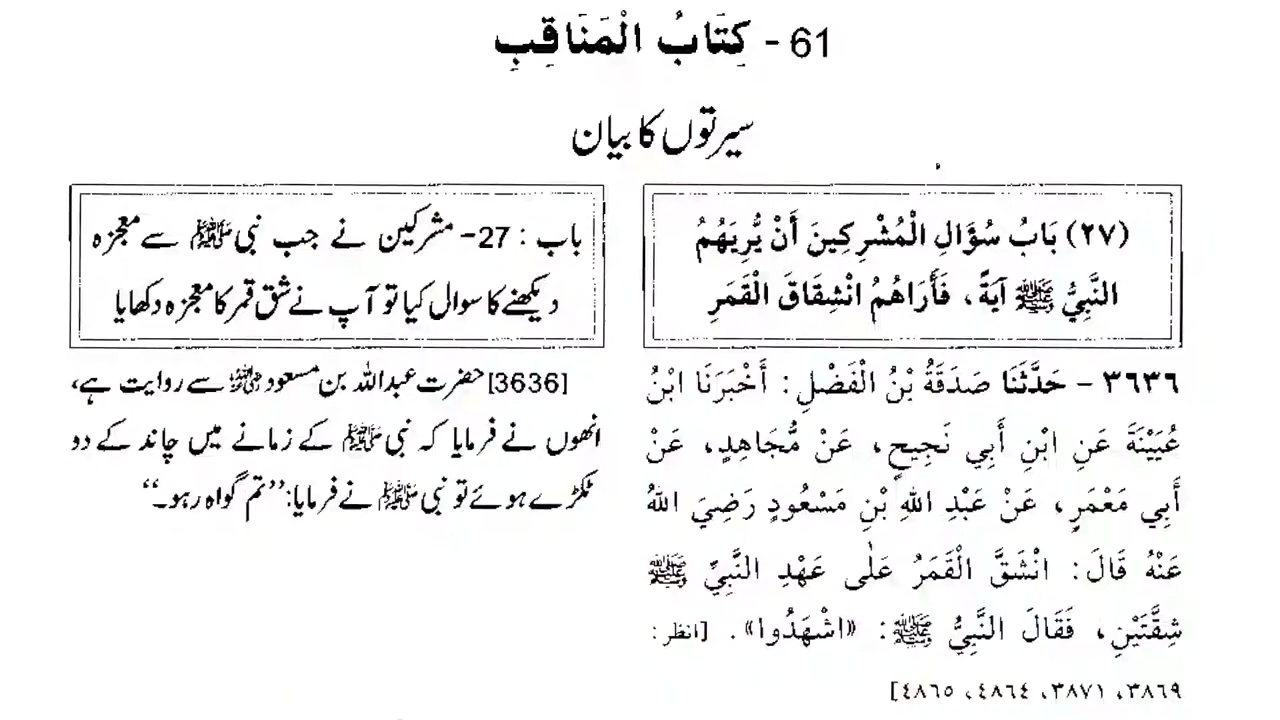 61 - كِتَابُ الْمَنَاقِبِ
سیرتوں کا بیان
(٢٧) بَابُ سُؤَالِ الْمُشْرِكِينَ أَنْ يُّرِيَهُمُ
النَّبِيُّ ﷺ آيَةً، فَأَرَاهُمُ انْشِقَاقَ الْقَمَرِ
٣٦٣٦ - حَدَّثَنَا صَدَقَةُ بْنُ الْفَضْلِ: أَخْبَرَنَا ابْنُ
عُيَيْنَةَ عَنِ ابْنِ أَبِي نَجِيحٍ، عَنْ مُّجَاهِدٍ، عَنْ
أَبِي مَعْمَرٍ، عَنْ عَبْدِ اللهِ بْنِ مَسْعُودٍ رَضِيَ اللهُ
عَنْهُ قَالَ: انْشَقَّ الْقَمَرُ عَلٰى عَهْدِ النَّبِيِّ ﷺ
شِقَّتَيْنِ، فَقَالَ النَّبِيُّ ﷺ: «اشْهَدُوا». [انظر:
٣٨٦٩، ٣٨٧١، ٤٨٦٤، ٤٨٦٥]
باب : 27- مشرکین نے جب نبی ﷺ سے معجزہ
دیکھنے کا سوال کیا تو آپ نے شق قمر کا معجزہ دکھایا
[3636] حضرت عبداللہ بن مسعود رضی اللہ عنہ سے روایت ہے،
انھوں نے فرمایا کہ نبی ﷺ کے زمانے میں چاند کے دو
ٹکڑے ہوئے تو نبی ﷺ نے فرمایا: ’’تم گواہ رہو۔‘‘